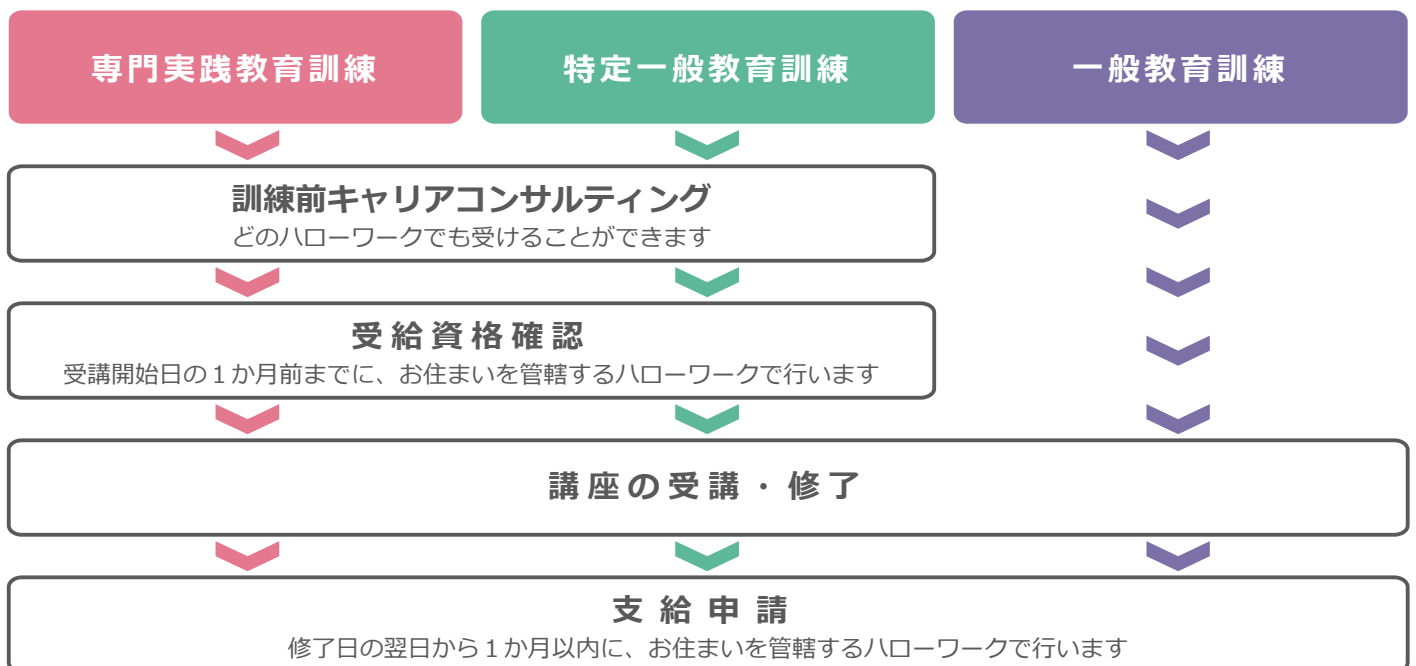 専門実践教育訓練
特定一般教育訓練
一般教育訓練
訓練前キャリアコンサルティング
どのハローワークでも受けることができます
受給資格確認
受講開始日の１か月前までに、お住まいを管轄するハローワークで行います
講座の受講・修了
支給申請
修了日の翌日から１か月以内に、お住まいを管轄するハローワークで行います